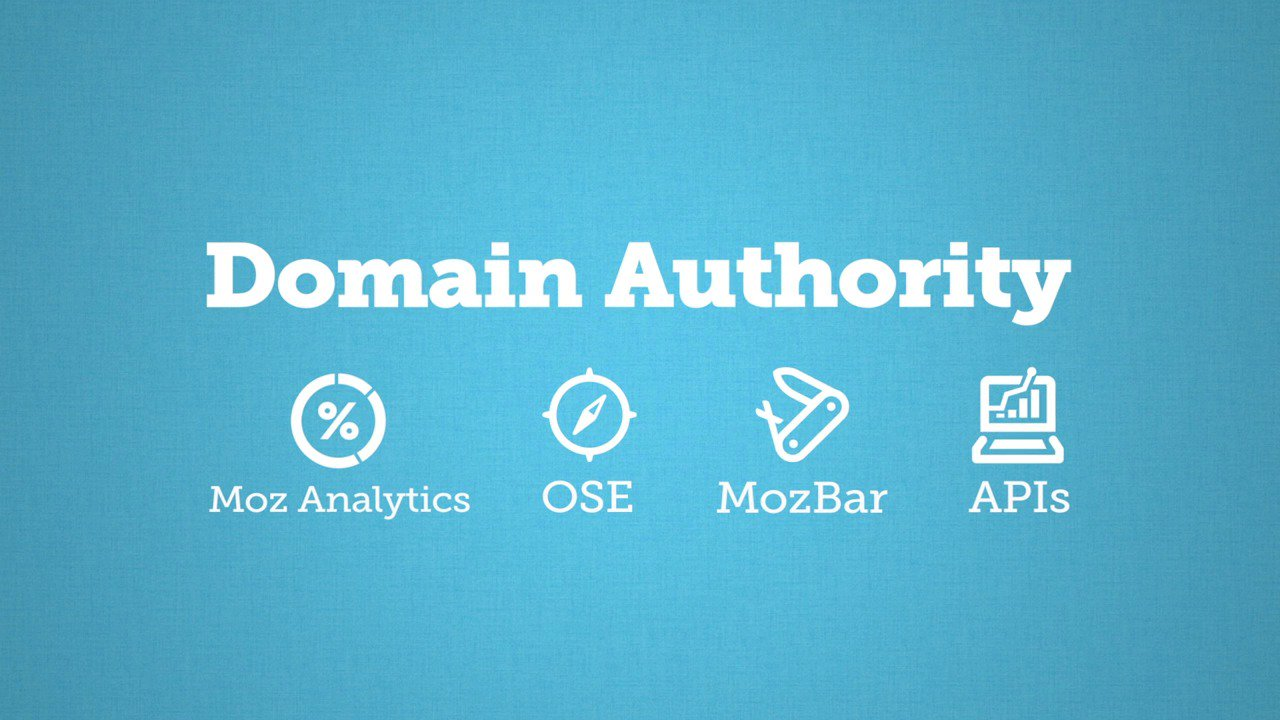 Domain Authority
%
Moz Analytics
OSE
MozBar
APIs